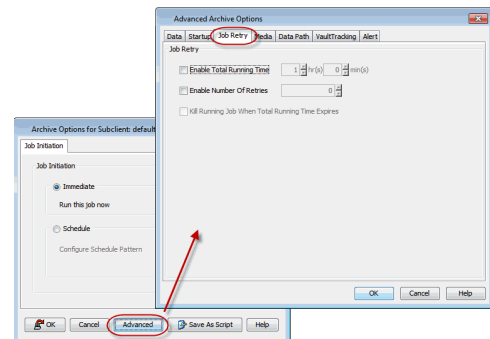 Advanced Archive Options
Data Startup Job Retry Media Data Path VaultTracking Alert
Job Retry
Enable Total Running Time 1 hr(s) 0 min(s)
Enable Number Of Retries 0
Kill Running Job When Total Running Time Expires
OK Cancel Help
Archive Options for Subclient: default
Job Initiation
Job Initiation
Immediate
Run this job now
Schedule
Configure Schedule Pattern
OK Cancel Advanced Save As Script Help